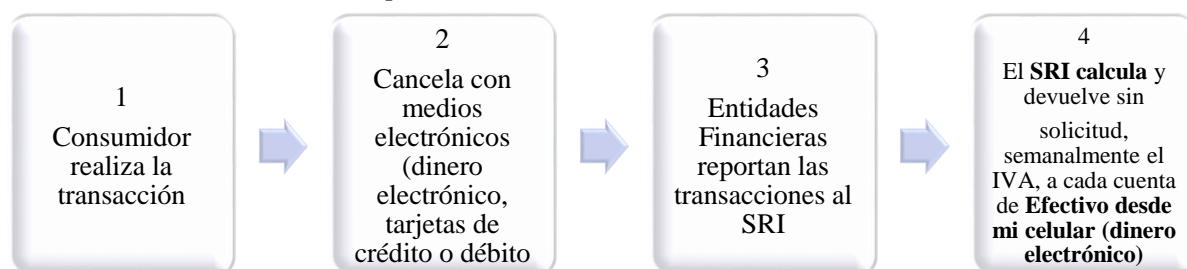 1
Consumidor
realiza la
transacción
2
Cancela con
medios
electrónicos
(dinero
electrónico,
tarjetas de
crédito o débito
3
Entidades
Financieras
reportan las
transacciones al
SRI
4
El SRI calcula y
devuelve sin
solicitud,
semanalmente el
IVA, a cada cuenta
de Efectivo desde
mi celular (dinero
electrónico)